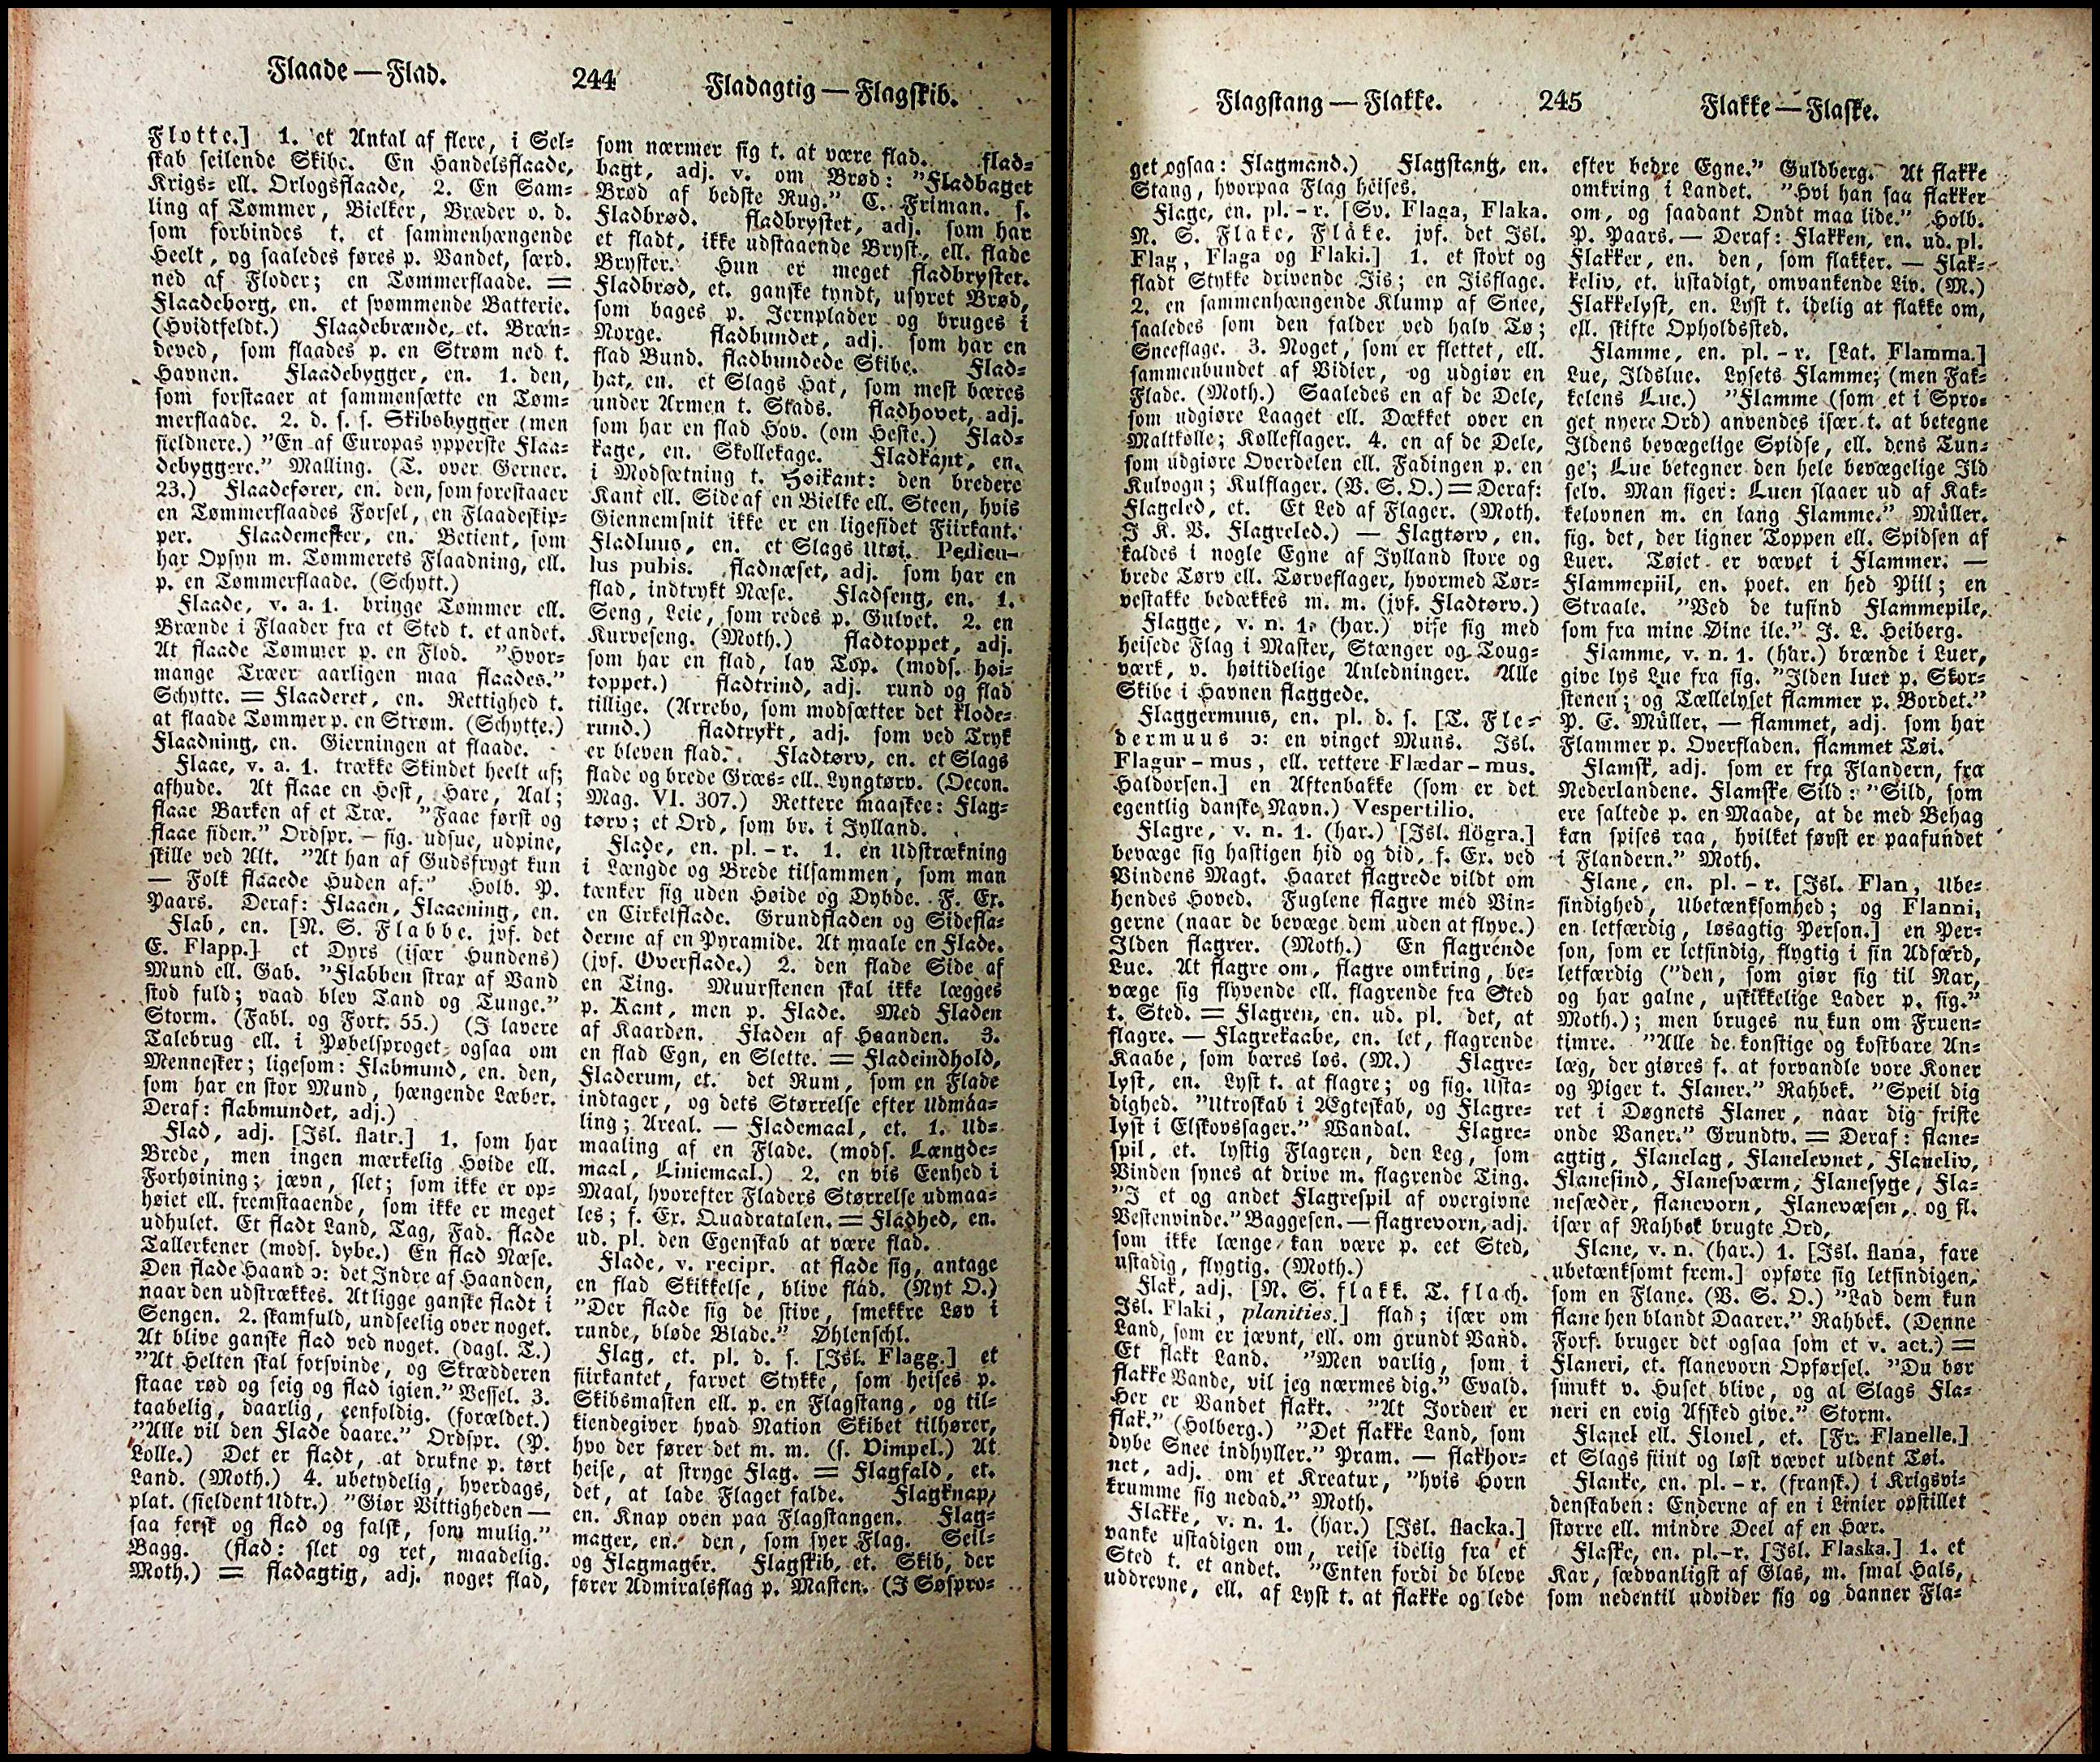 Flaade — Flad.
244
Fladagtig — Flagskib.
Flotte.] 1. et Antal af flere, i Sel-
skab seilende Skibe. En Handelsflaade,
Krigs- ell. Orlogsflaade, 2. En Sam-
ling af Tømmer, Bielker, Bræder o. d.
som forbindes t. et sammenhængende
Heelt, og saaledes føres p. Vandet, særd.
ned af Floder; en Tømmerflaade. =
Flaadeborg, en. et svømmende Batterie.
(Hvidtfeldt.) Flaadebrænde, et. Bræn-
deved, som flaades p. en Strøm ned t.
Havnen. Flaadebygger, en. 1. den,
som forstaaer at sammensætte en Tøm-
merflaade. 2. d. s. s. Skibsbygger (men
sieldnere.) "En af Europas ypperste Flaa-
debyggere." Malling. (T. over Gerner.
23.) Flaadefører, en. den, som forestaaer
en Tømmerflaades Forsel, en Flaadeskip-
per. Flaademester, en. Betient, som
har Opsyn m. Tømmerets Flaadning, ell.
p. en Tømmerflaade. (Schytt.)
Flaade, v. a. 1. bringe Tømmer ell.
Brænde i Flaader fra et Sted t. et andet.
At flaade Tømmer p. en Flod. "Hvor-
mange Træer aarligen maa flaades."
Schytte. = Flaaderet, en. Rettighed t.
at flaade Tømmer p. en Strøm. (Schytte.)
Flaadning, en. Gierningen at flaade.
Flaae, v. a. 1. trække Skindet heelt af;
afhude. At flaae en Hest, Hare, Aal;
flaae Barken af et Træ. "Faae først og
flaae siden." Ordspr. — fig. udsue, udpine,
skille ved Alt. "At han af Gudsfrygt kun
— Folk flaaede Huden af." Holb. P.
Paars. Deraf: Flaaen, Flaaening, en.
Flab, en. [N. S. Flabbe. jvf. det
E. Flapp.] et Dyrs (især Hundens)
Mund ell. Gab. "Flabben strax af Vand
stod fuld; vaad blev Tand og Tunge."
Storm. (Fabl. og Fort. 55.) (I lavere
Talebrug ell. i Pøbelsproget ogsaa om
Mennesker; ligesom: Flabmund, en. den,
som har en stor Mund, hængende Læber.
Deraf: flabmundet, adj.)
Flad, adj. [Isl. flatr.] 1. som har
Brede, men ingen mærkelig Høide ell.
Forhøining; jævn, slet; som ikke er op-
høiet ell. fremstaaende, som ikke er meget
udhulet. Et fladt Land, Tag, Fad. flade
Tallerkener (mods. dybe.) En flad Næse.
Den flade Haand ɔ: det Indre af Haanden,
naar den udstrækkes. At ligge ganske fladt i
Sengen. 2. skamfuld, undseelig over noget.
At blive ganske flad ved noget. (dagl. T.)
"At Helten skal forsvinde, og Strædderen
staae rød og seig og flad igien." Vessel. 3.
taabelig, daarlig, eenfoldig. (forældet.)
"Alle vil den Flade daare." Ordspr. (P.
Lolle.) Det er fladt, at drukne p. tørt
Land. (Moth.) 4. ubetydelig, hverdags,
plat. (sieldent Udtr.) "Giør Vittigheden —
saa fersk og flad og falsk, som mulig."
Bagg. (flad: slet og ret, maadelig.
Moth.) = fladagtig, adj. noget flad,
som nærmer sig t. at være flad. flad-
bagt, adj. v. om Brød: "Fladbaget
Brød af bedste Rug." C. Friman. s.
Fladbrød. fladbrystet, adj. som har
et fladt, ikke udstaaende Bryst, ell. flade
Bryster. Hun er meget fladbrystet.
Fladbrød, et. ganske tyndt, usyret Brød,
som bages p. Jernplader og bruges i
Norge. fladbundet, adj. som har en
flad Bund. fladbundede Skibe. Flad-
hat, en. et Slags Hat, som mest bæres
under Armen t. Stads. fladhovet, adj.
som har en flad Hov. (om Heste.) Flad-
kage, en. Skollekage. Fladkant, en.
i Modsætning t. Høikant: den bredere
Kant ell. Side af en Bielke ell. Steen, hvis
Giennemsnit ikke er en ligesidet Fiirkant.
Fladluus, en. et Slags Utøi. Pedicu-
lus pubis. fladnæset, adj. som har en
flad, indtrykt Næse. Fladseng, en. 1.
Seng, Leie, som redes p. Gulvet. 2. en
Kurveseng. (Moth.) fladtoppet, adj.
som har en flad, lav Top. (mods. høi-
toppet.) fladtrind, adj. rund og flad
tillige. (Arrebo, som modsætter det klode-
rund.) fladtrykt, adj. som ved Tryk
er bleven flad. Fladtørv, en. et Slags
flade og brede Græs- ell. Lyngtørv. (Oecon.
Mag. VI. 307.) Rettere maaskee: Flag-
tørv; et Ord, som br. i Jylland.
Flade, en. pl. - r. 1. en Udstrækning
i Længde og Brede tilsammen, som man
tænker sig uden Høide og Dybde. F. Ex.
en Cirkelflade. Grundfladen og Sidefla-
derne af en Pyramide. At maale en Flade.
(jvf. Overflade.) 2. den flade Side af
en Ting. Muurstenen skal ikke lægges
p. Kant, men p. Flade. Med Fladen
af Kaarden. Fladen af Haanden. 3.
en flad Egn, en Slette. = Fladeindhold,
Fladerum, et. det Rum, som en Flade
indtager, og dets Størrelse efter Udmaa-
ling; Areal. — Flademaal, et. 1. Ud-
maaling af en Flade. (mods. Længde-
maal, Liniemaal.) 2. en vis Eenhed i
Maal, hvorefter Fladers Størrelse udmaa-
les; f. Ex. Quadratalen. = Fladhed, en.
ud. pl. den Egenskab at være flad.
Flade, v. recipr. at flade sig, antage
en flad Skikkelse, blive flad. (Nyt O.)
"Der flade sig de stive, smekkre Løv i
runde, bløde Blade." Øhlenschl.
Flag, et. pl. d. s. [Isl. Flagg.] et
fiirkantet, farvet Stykke, som heises p.
Skibsmasten ell. p. en Flagstang, og til-
kiendegiver hvad Nation Skibet tilhører,
hvo der fører det m. m. (s. Vimpel.) At
heise, at stryge Flag. = Flagfald, et.
det, at lade Flaget falde. Flagknap,
en. Knap oven paa Flagstangen. Flag-
mager, en. den, som syer Flag. Seil-
og Flagmager. Flagskib, et. Skib, der
fører Admiralsflag p. Masten. (I Søspro-
Flagstang — Flakke.
245
Flakke — Flaske.
get ogsaa: Flagmand.) Flagstang, en.
Stang, hvorpaa Flag heises.
Flage, en. pl. - r. [Sv. Flaga, Flaka.
N. S. Flake, Flåke. jvf. det Isl.
Flag, Flaga og Flaki.] 1. et stort og
fladt Stykke drivende Iis; en Iisflage.
2. en sammenhængende Klump af Snee,
saaledes som den falder ved halv Tø;
Sneeflage. 3. Noget, som er flettet, ell.
sammenbundet af Vidier, og udgiør en
Flade. (Moth.) Saaledes en af de Dele,
som udgiøre Laaget ell. Dækket over en
Maltkølle; Kølleflager. 4. en af de Dele,
som udgiøre Overdelen ell. Fadingen p. en
Kulvogn; Kulflager. (V. S. O.) = Deraf:
Flageled, et. Et Led af Flager. (Moth.
I K. V. Flagreled.) — Flagtørv, en.
kaldes i nogle Egne af Jylland store og
brede Tørv ell. Tørveflager, hvormed Tør-
vestakke bedækkes m. m. (jvf. Fladtørv.)
Flagge, v. n. 1. (har.) vise sig med
heisede Flag i Master, Stænger og Toug-
værk, v. høitidelige Anledninger. Alle
Skibe i Havnen flaggede.
Flaggermuus, en. pl. d. s. [T. Fle-
dermuus ɔ: en vinget Muus. Isl.
Flagur - mus, ell. rettere Flædar - mus.
Haldorsen.] en Aftenbakke (som er det
egentlig danske Navn.) Vespertilio.
Flagre, v. n. 1. (har.) [Isl. flögra.]
bevæge sig hastigen hid og did, f. Ex. ved
Vindens Magt. Haaret flagrede vildt om
hendes Hoved. Fuglene flagre med Vin-
gerne (naar de bevæge dem uden at flyve.)
Ilden flagrer. (Moth.) En flagrende
Lue. At flagre om, flagre omkring, be-
væge sig flyvende ell. flagrende fra Sted
t. Sted. = Flagren, en. ud. pl. det, at
flagre. — Flagrekaabe, en. let, flagrende
Kaabe, som bæres løs. (M.) Flagre-
lyst, en. Lyst t. at flagre; og fig. Usta-
dighed. "Utroskab i Ægteskab, og Flagre-
lyst i Elskovssager." Wandal. Flagre-
spil, et. lystig Flagren, den Leg, som
Vinden synes at drive m. flagrende Ting.
"I et og andet Flagrespil af overgivne
Vestenvinde." Baggesen. — flagrevorn, adj.
som ikke længe kan være p. eet Sted,
ustadig, flygtig. (Moth.)
Flak, adj. [N. S. flakk. T. flach.
Isl. Flaki, planities.] flad; især om
Land, som er jævnt, ell. om grundt Vand.
Et flakt Land. "Men varlig, som i
flakke Vande, vil jeg nærmes dig." Evald.
Her er Vandet flakt. "At Jorden er
flak." (Holberg.) "Det flakke Land, som
dybe Snee indhyller." Pram. — flakhor-
net, adj. om et Kreatur, "hvis Horn
krumme sig nedad." Moth.
Flakke, v. n. 1. (har.) [Isl. flacka.]
vanke ustadigen om, reise idelig fra et
Sted t. et andet. "Enten fordi de bleve
uddrevne, ell. af Lyst t. at flakke og lede
efter bedre Egne." Guldberg. At flakke
omkring i Landet. "Hvi han saa flakker
om, og saadant Ondt maa lide." Holb.
P. Paars. — Deraf: Flakken, en. ud. pl.
Flakker, en. den, som flakker. — Flak-
keliv, et. ustadigt, omvankende Liv. (M.)
Flakkelyst, en. Lyst t. idelig at flakke om,
ell. skifte Opholdssted.
Flamme, en. pl. - r. [Lat. Flamma.]
Lue, Ildslue. Lysets Flamme; (men Fak-
kelens Lue.) "Flamme (som et i Spro-
get nyere Ord) anvendes især t. at betegne
Ildens bevægelige Spidse, ell. dens Tun-
ge; Lue betegner den hele bevægelige Ild
selv. Man siger: Luen slaaer ud af Kak-
kelovnen m. en lang Flamme." Müller.
fig. det, der ligner Toppen ell. Spidsen af
Luer. Tøiet er vævet i Flammer. —
Flammepiil, en. poet. en hed Piil; en
Straale. "Ved de tusind Flammepile,
som fra mine Øine ile." J. L. Heiberg.
Flamme, v. n. 1. (har.) brænde i Luer,
give lys Lue fra sig. "Ilden luer p. Skor-
stenen; og Tællelyset flammer p. Bordet."
P. E. Müller. — flammet, adj. som har
Flammer p. Overfladen. flammet Tøi.
Flamsk, adj. som er fra Flandern, fra
Nederlandene. Flamske Sild: "Sild, som
ere saltede p. en Maade, at de med Behag
kan spises raa, hvilket først er paafundet
i Flandern." Moth.
Flane, en. pl. - r. [Isl. Flan, Ube-
sindighed, Ubetænksomhed; og Flanni,
en letfærdig, løsagtig Person.] en Per-
son, som er letsindig, flygtig i sin Adfærd,
letfærdig ("den, som giør sig til Nar,
og har galne, uskikkelige Lader p. sig."
Moth.); men bruges nu kun om Fruen-
timre. "Alle de konstige og kostbare An-
læg, der giøres f. at forvandle vore Koner
og Piger t. Flaner." Rahbek. "Speil dig
ret i Døgnets Flaner, naar dig friste
onde Vaner." Grundtv. = Deraf: flane-
agtig, Flanelag, Flanelevnet, Flaneliv,
Flanesind, Flanesværm, Flanesyge, Fla-
nesæder, flanevorn, Flanevæsen, og fl.
især af Rahbek brugte Ord.
Flane, v. n. (har.) 1. [Isl. flana, fare
ubetænksomt frem.] opføre sig letsindigen,
som en Flane. (V. S. O.) "Lad dem kun
flane hen blandt Daarer." Rahbek. (Denne
Forf. bruger det ogsaa som et v. act.) =
Flaneri, et. flanevorn Opførsel. "Du bør
smukt v. Huset blive, og al Slags Fla-
neri en evig Afsked give." Storm.
Flanel ell. Flonel, et. [Fr. Flanelle.]
et Slags fiint og løst vævet uldent Tøi.
Flanke, en. pl. - r. (fransk.) i Krigsvi-
denskaben: Enderne af en i Linier opstillet
større ell. mindre Deel af en Hær.
Flaske, en. pl.-r. [Isl. Flaska.] 1. et
Kar, sædvanligst af Glas, m. smal Hals,
som nedentil udvider sig og danner Fla-